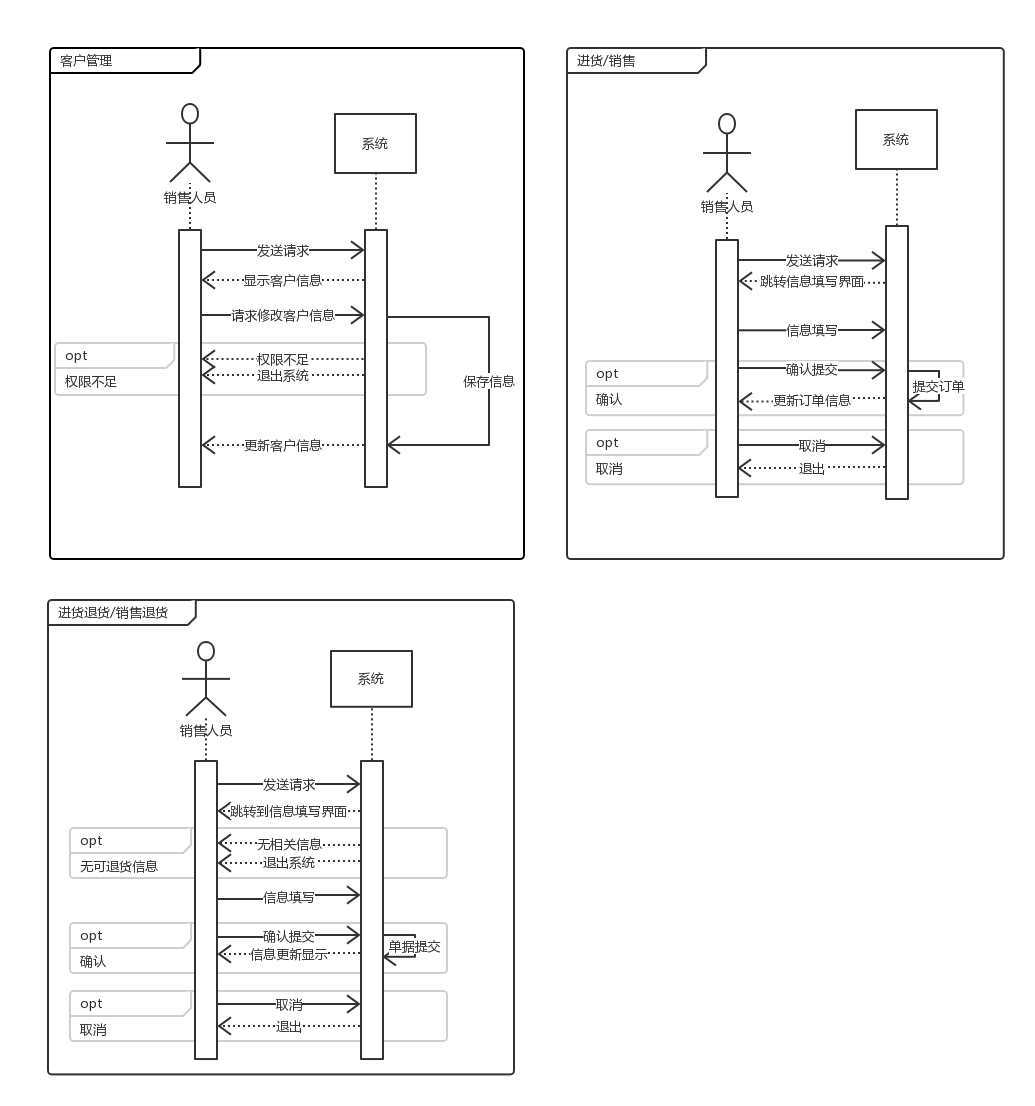 客户管理
系统
销售人员
发送请求
显示客户信息
请求修改客户信息
opt
权限不足
权限不足
退出系统
保存信息
更新客户信息
进货/销售
系统
销售人员
发送请求
跳转信息填写界面
信息填写
opt
确认
确认提交
提交订单
更新订单信息
opt
取消
取消
退出
进货退货/销售退货
系统
销售人员
发送请求
跳转到信息填写界面
opt
无可退货信息
无相关信息
退出系统
信息填写
opt
确认
确认提交
单据提交
信息更新显示
opt
取消
取消
退出